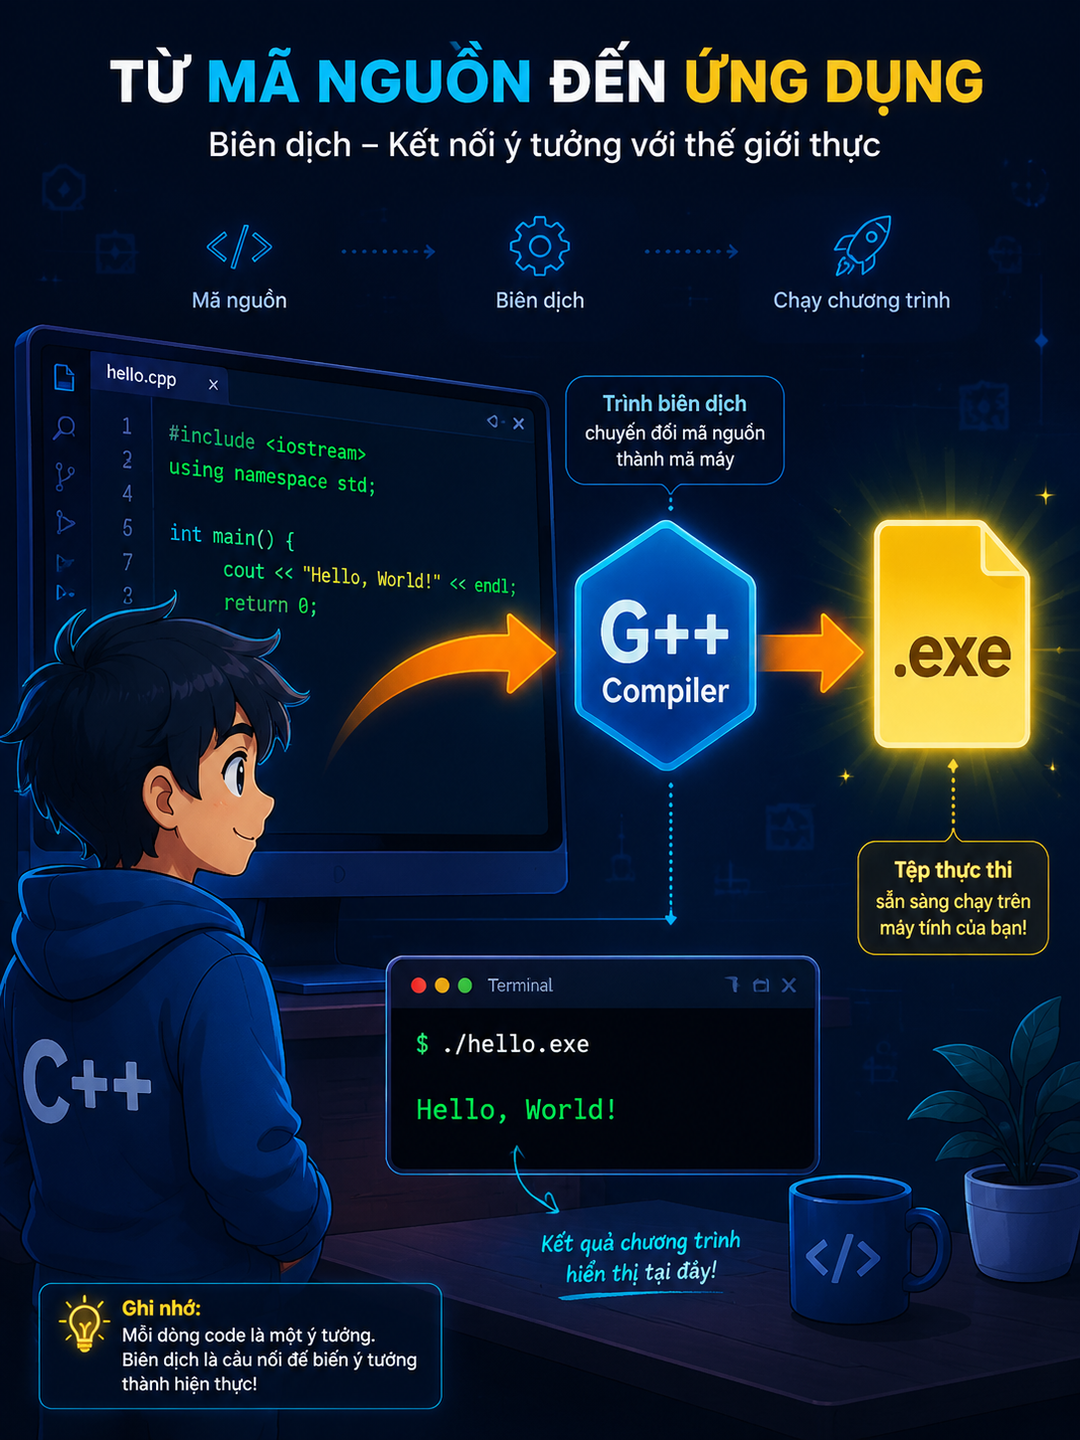 TỪ MÃ NGUỒN ĐẾN ỨNG DỤNG
Biên dịch – Kết nối ý tưởng với thế giới thực
</>
Mã nguồn
Biên dịch
Chạy chương trình
hello.cpp
1 #include <iostream>
2 using namespace std;
4
5 int main() {
7 cout << "Hello, World!" << endl;
3 return 0;
Trình biên dịch
chuyến đổi mã nguồn
thành mã máy
G++
Compiler
.exe
Tệp thực thi
sẵn sàng chạy trên
máy tính của bạn!
Terminal
$ ./hello.exe
Hello, World!
Kết quả chương trình
hiển thị tại đây!
C++
</>
Ghi nhớ:
Mỗi dòng code là một ý tưởng.
Biên dịch là cầu nối để biến ý tưởng
thành hiện thực!